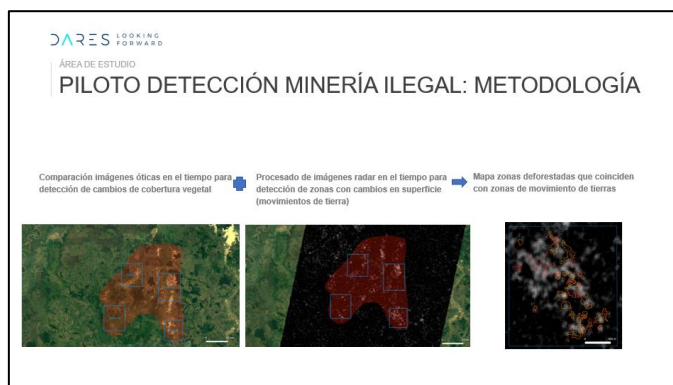 DARES LOOKING
FORWARD
ÁREA DE ESTUDIO
PILOTO DETECCIÓN MINERÍA ILEGAL: METODOLOGÍA
Comparación imágenes óticas en el tiempo para
detección de cambios de cobertura vegetal
Procesado de imágenes radar en el tiempo para
detección de zonas con cambios en superficie
(movimientos de tierra)
Mapa zonas deforestadas que coinciden
con zonas de movimiento de tierras